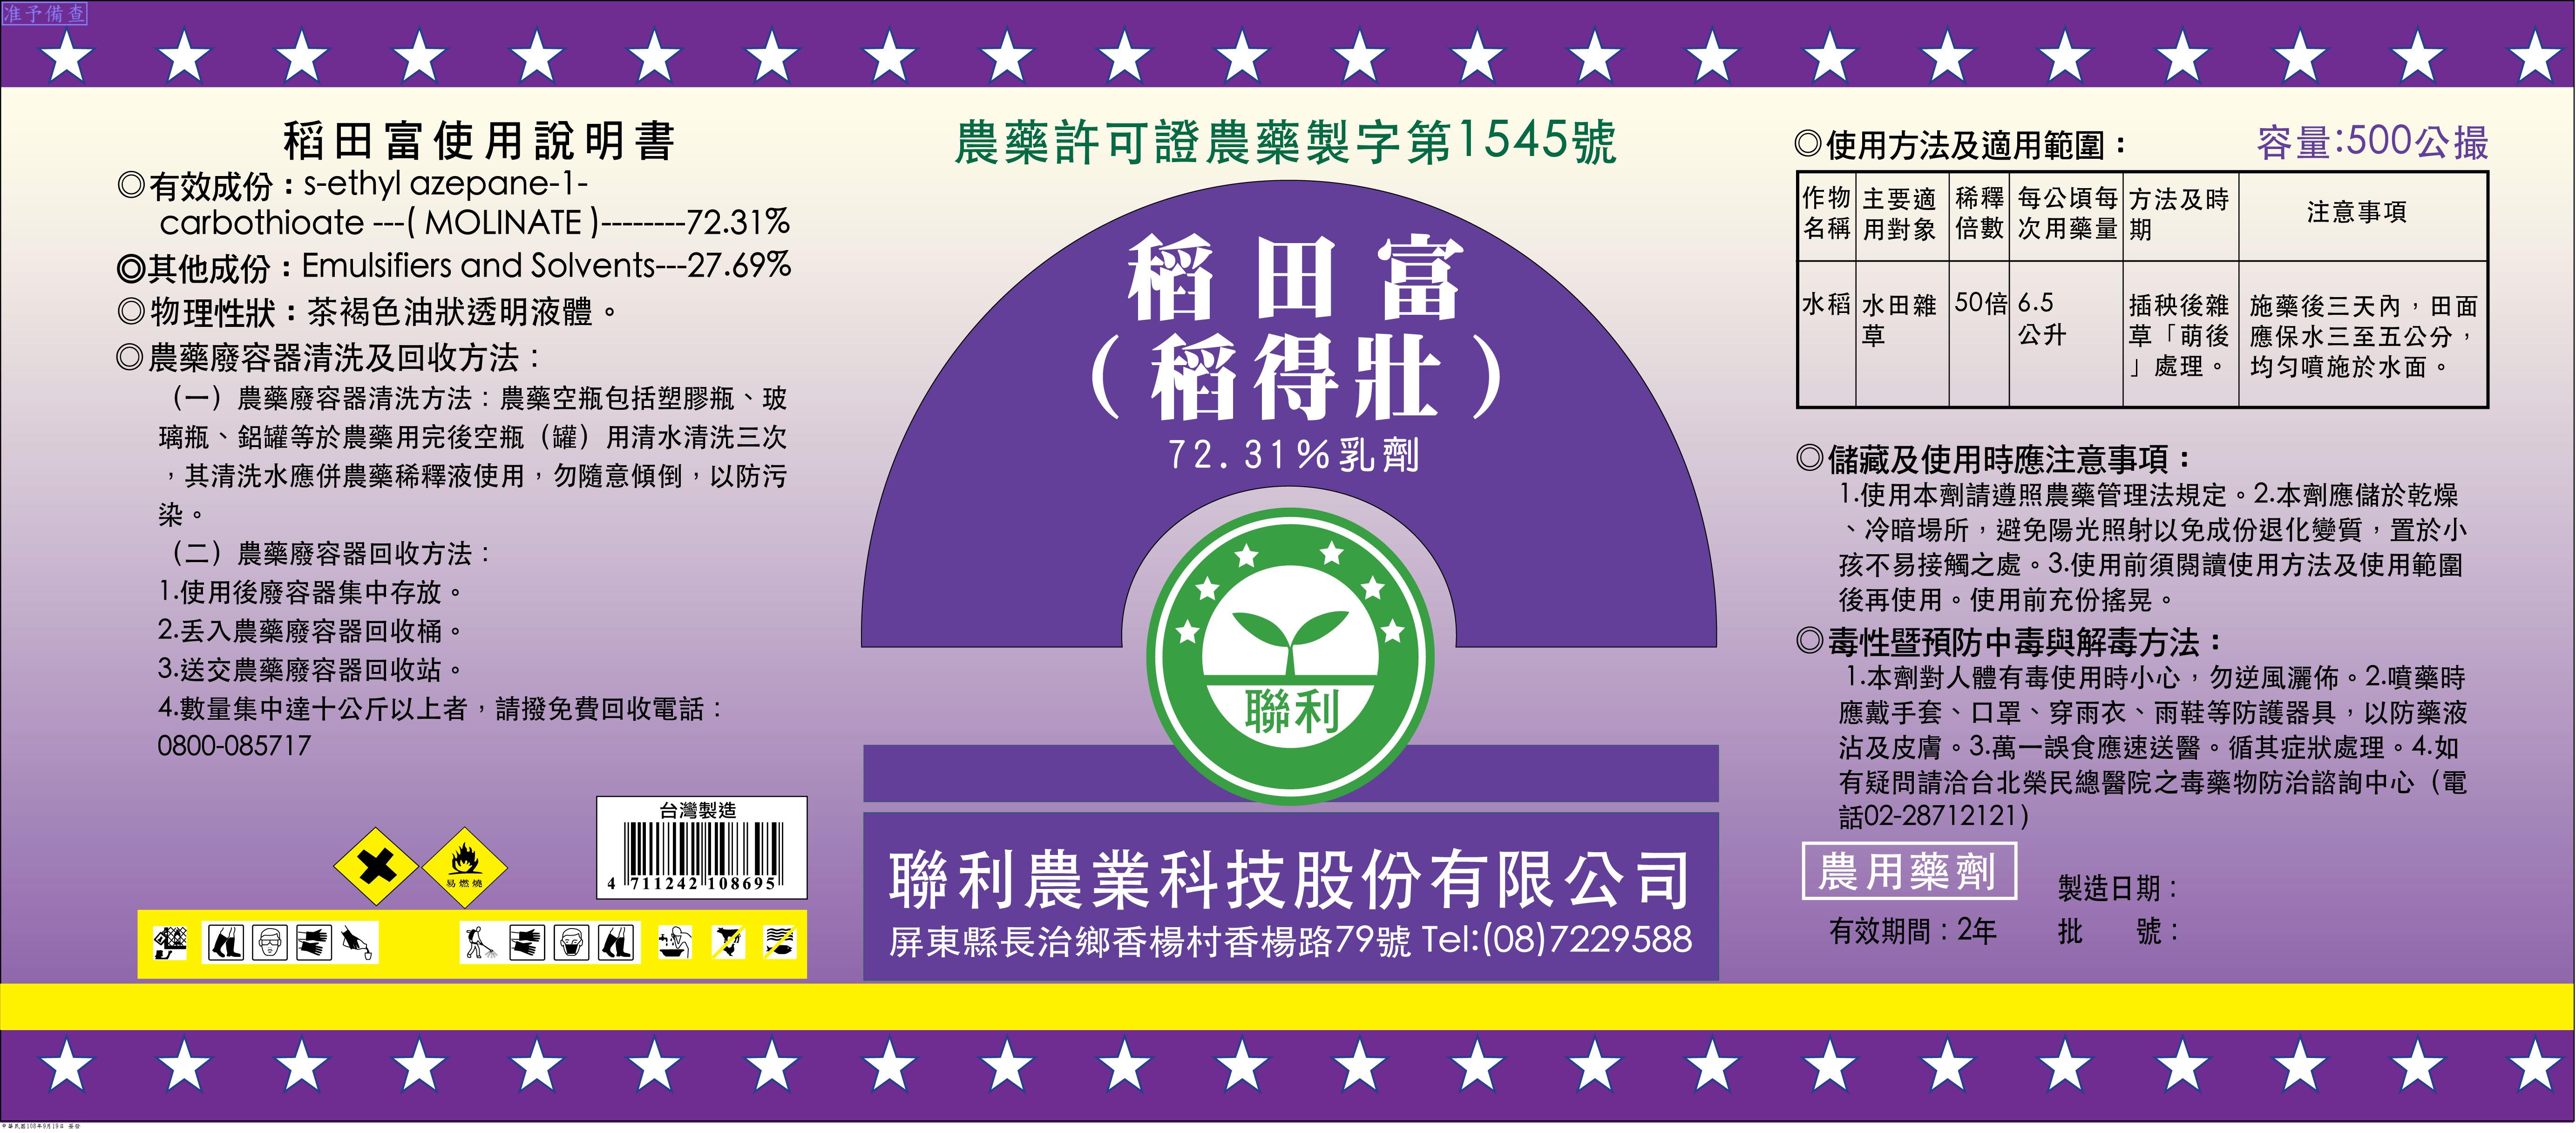 准予備查
稻田富使用說明書
◎有效成份：s-ethyl azepane-1-
carbothioate ---( MOLINATE )--------72.31%
◎其他成份：Emulsifiers and Solvents---27.69%
◎物理性狀：茶褐色油狀透明液體。
◎農藥廢容器清洗及回收方法：
（一）農藥廢容器清洗方法：農藥空瓶包括塑膠瓶、玻
璃瓶、鋁罐等於農藥用完後空瓶（罐）用清水清洗三次
，其清洗水應併農藥稀釋液使用，勿隨意傾倒，以防污
染。
（二）農藥廢容器回收方法：
1.使用後廢容器集中存放。
2.丟入農藥廢容器回收桶。
3.送交農藥廢容器回收站。
4.數量集中達十公斤以上者，請撥免費回收電話：
0800-085717
易燃燒
台灣製造
4 711242 108695
農藥許可證農藥製字第1545號
稻田富
（稻得壯）
72.31%乳劑
聯利
聯利農業科技股份有限公司
屏東縣長治鄉香楊村香楊路79號 Tel:(08)7229588
◎使用方法及適用範圍：
容量:500公撮
作物名稱
主要適用對象
稀釋倍數
每公頃每次用藥量
方法及時期
注意事項
水稻
水田雜草
50倍
6.5公升
插秧後雜草「萌後」處理。
施藥後三天內，田面
應保水三至五公分，
均勻噴施於水面。
◎儲藏及使用時應注意事項：
1.使用本劑請遵照農藥管理法規定。2.本劑應儲於乾燥
、冷暗場所，避免陽光照射以免成份退化變質，置於小
孩不易接觸之處。3.使用前須閱讀使用方法及使用範圍
後再使用。使用前充份搖晃。
◎毒性暨預防中毒與解毒方法：
1.本劑對人體有毒使用時小心，勿逆風灑佈。2.噴藥時
應戴手套、口罩、穿雨衣、雨鞋等防護器具，以防藥液
沾及皮膚。3.萬一誤食應速送醫。循其症狀處理。4.如
有疑問請洽台北榮民總醫院之毒藥物防治諮詢中心（電
話02-28712121)
農用藥劑
製造日期：
有效期間：2年
批　　號：
中華民國108年9月19日 簽發